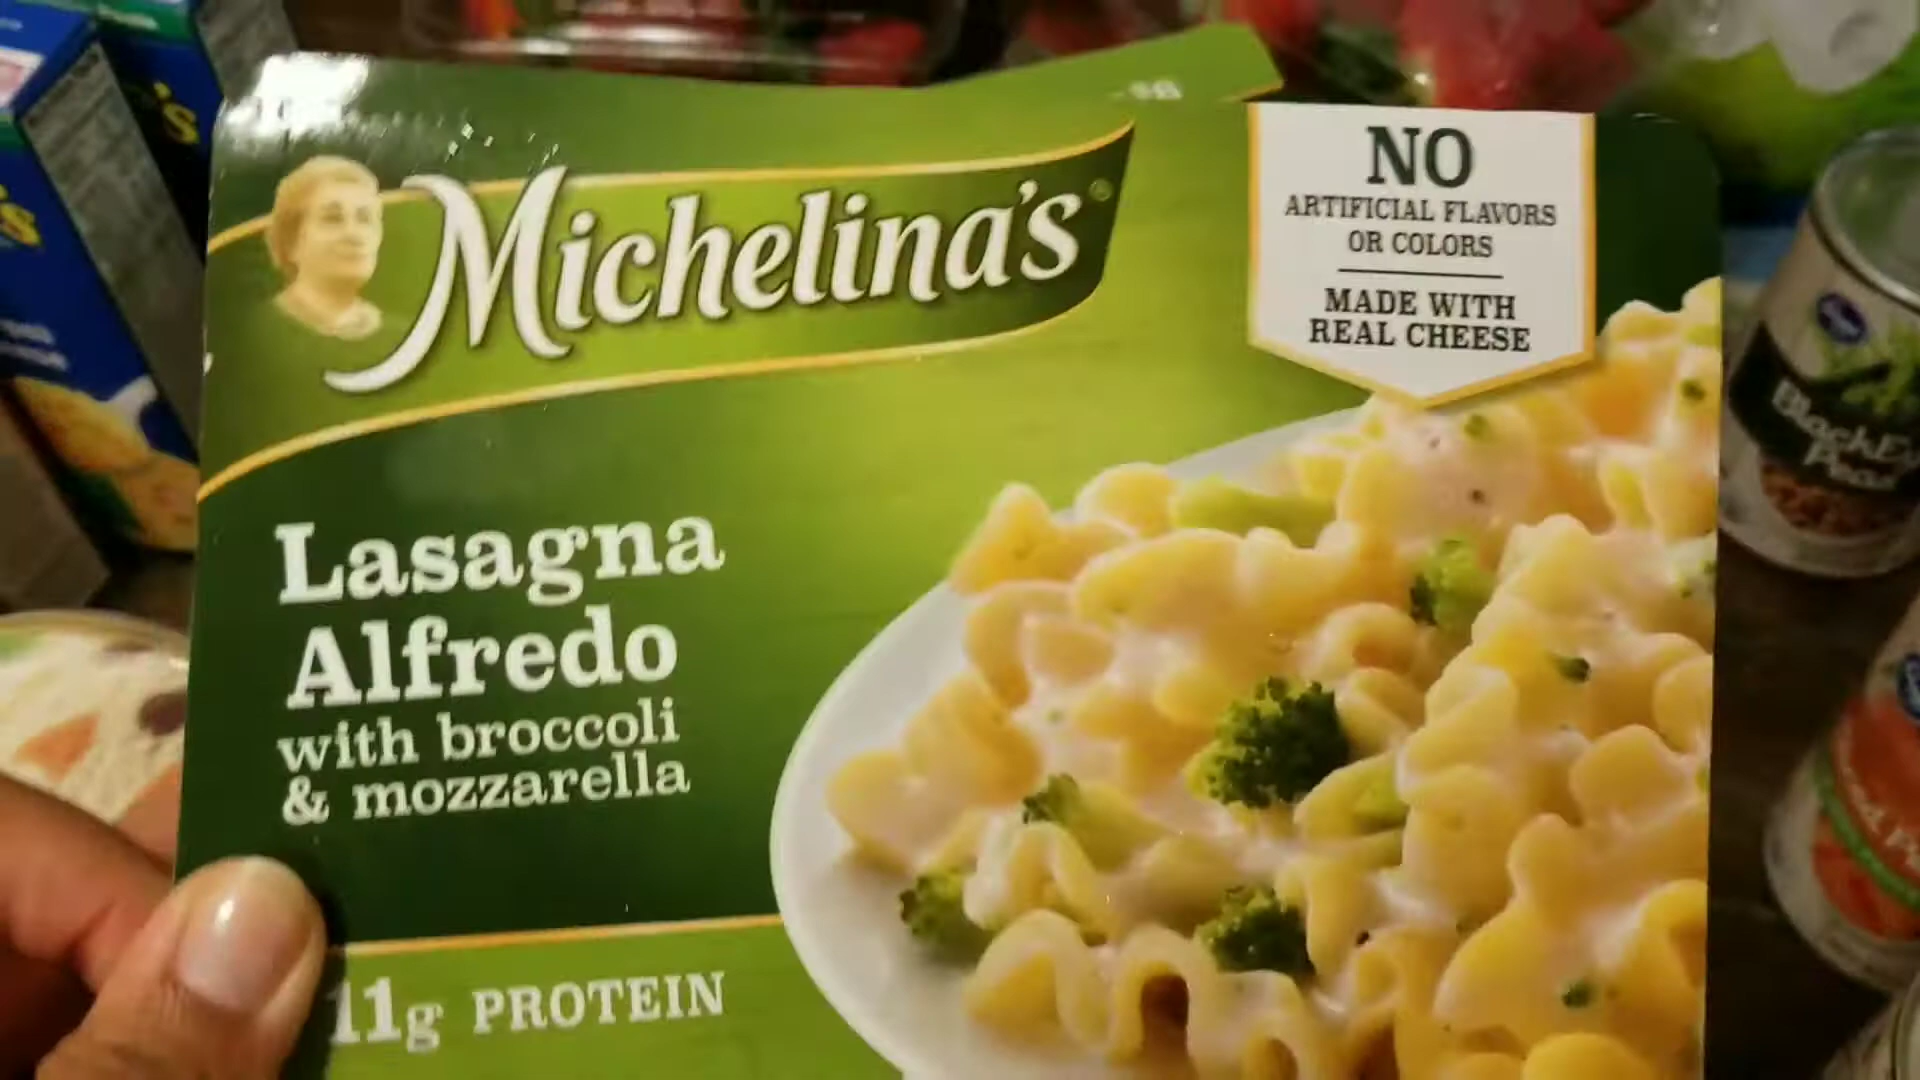 Michelina's
NO
ARTIFICIAL FLAVORS
OR COLORS
MADE WITH
REAL CHEESE
Lasagna
Alfredo
with broccoli
& mozzarella
11g PROTEIN